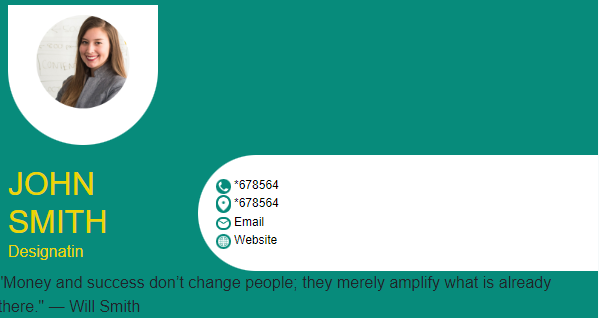 JOHN
SMITH
Designatin
*678564
*678564
Email
Website
"Money and success don’t change people; they merely amplify what is already
there." — Will Smith